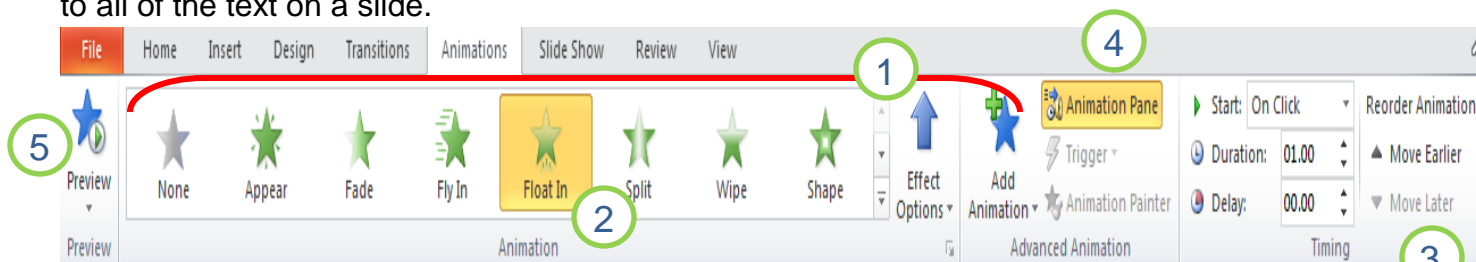 to all of the text on a slide.
4
File Home Insert Design Transitions Animations Slide Show Review View
1
5
Animation Pane Start: On Click Reorder Animation
Trigger Duration: 01.00 Move Earlier
Preview None Appear Fade Fly In Float In Split Wipe Shape Effect Options Add Animation Animation Painter Delay: 00.00 Move Later
2
3
Preview Animation Advanced Animation Timing